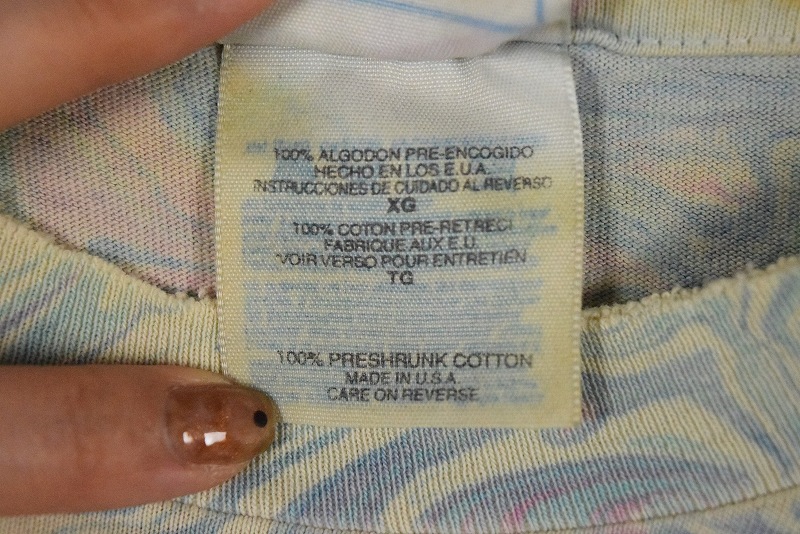 100% ALGODON PRE-ENCOGIDO
HECHO EN LOS E.U.A.
INSTRUCCIONES DE CUIDADO AL REVERSO
XG
100% COTON PRE-RETRECI
FABRIQUE AUX E.U.
VOIR VERSO POUR ENTRETIEN
TG
100% PRESHRUNK COTTON
MADE IN U.S.A
CARE ON REVERSE